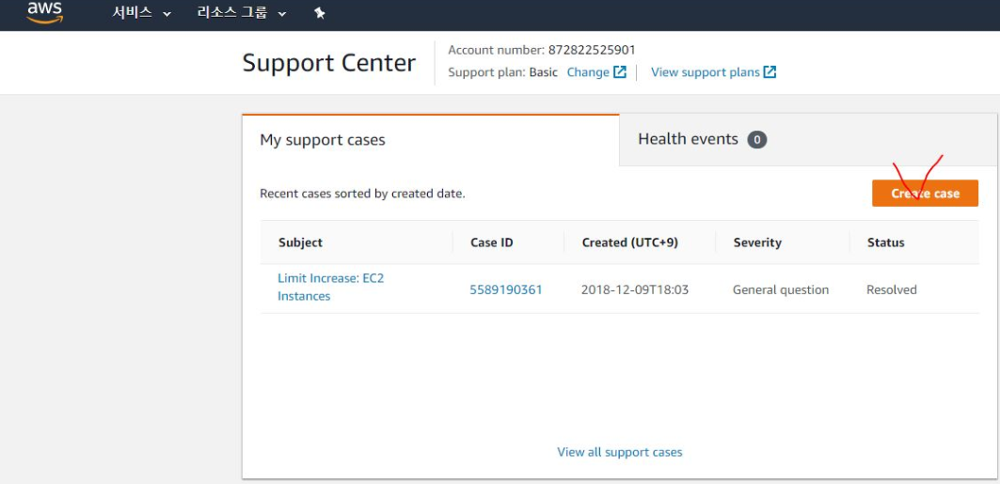 aws 서비스 리소스 그룹
Support Center
Account number: 872822525901
Support plan: Basic Change View support plans
My support cases
Health events 0
Recent cases sorted by created date.
Create case
Subject Case ID Created (UTC+9) Severity Status
Limit Increase: EC2
Instances
5589190361 2018-12-09T18:03 General question Resolved
View all support cases